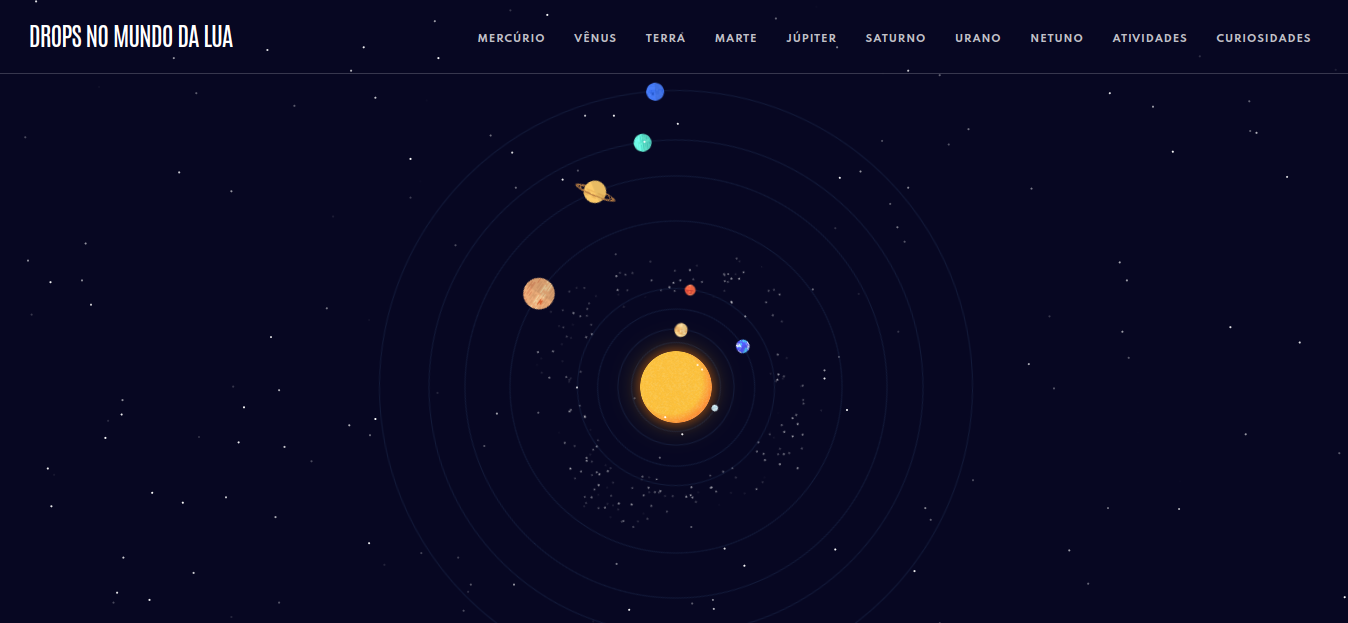 DROPS NO MUNDO DA LUA
MERCÚRIO VÊNUS TERRA MARTE JÚPITER SATURNO URANO NETUNO ATIVIDADES CURIOSIDADES